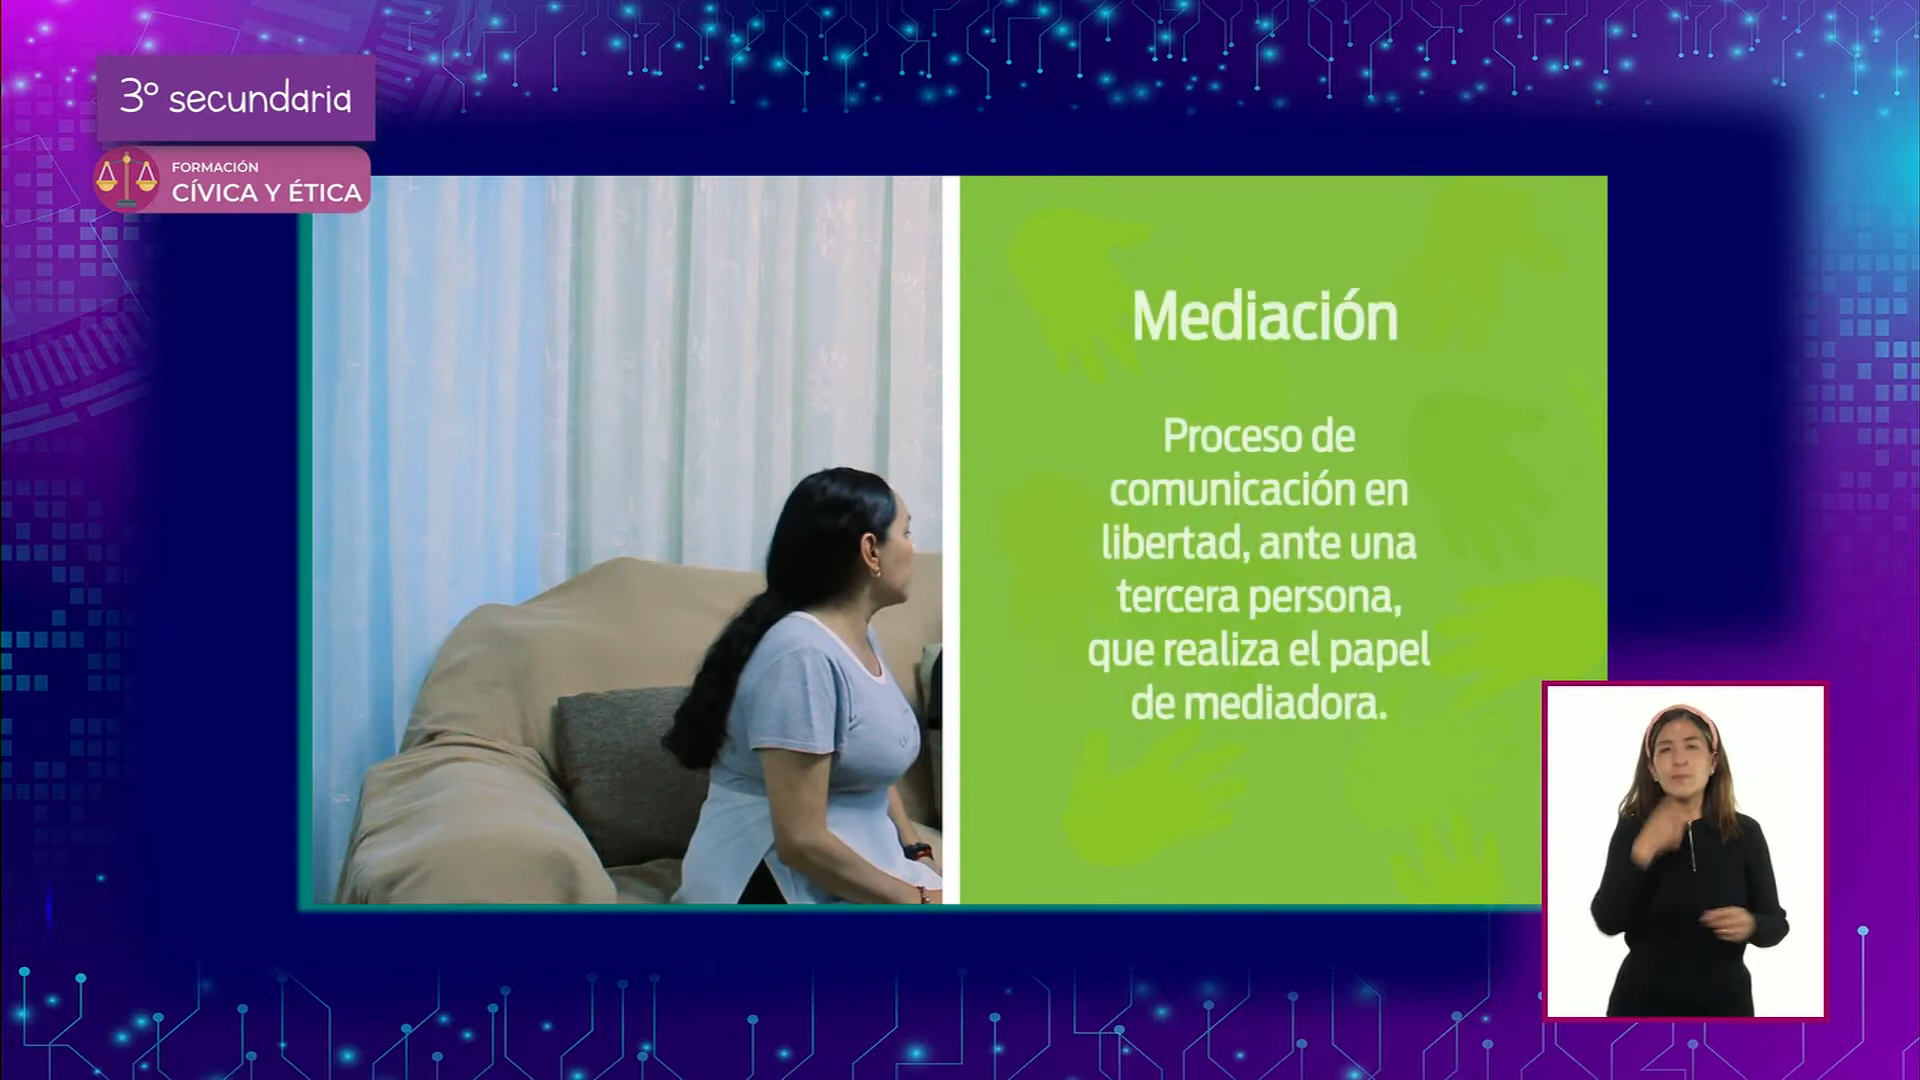 3° secundaria
FORMACIÓN
CÍVICA Y ÉTICA
Mediación
Proceso de
comunicación en
libertad, ante una
tercera persona,
que realiza el papel
de mediadora.